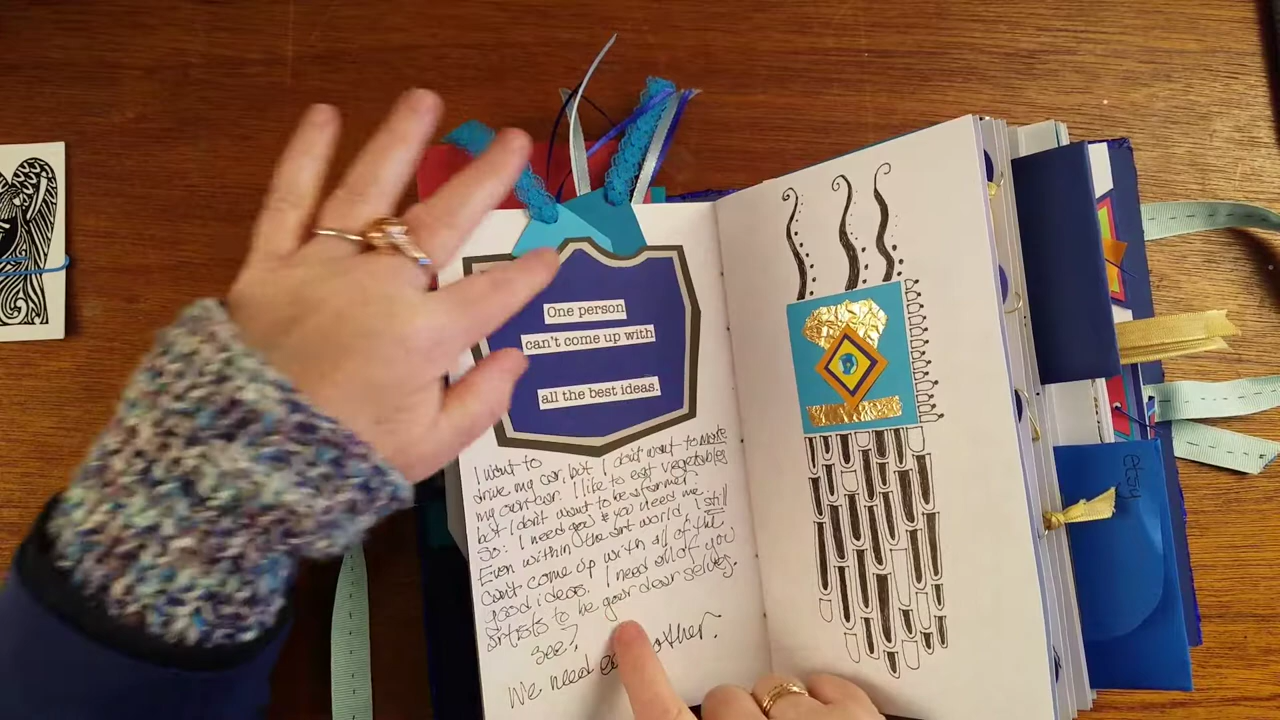 One person
can't come up with
all the best ideas.
I want to
drive my car, but I don't want to make
my own car. I like to eat vegetables
but I don't want to be a farmer.
So: I need you & you need me.
Even within the art world, I still
can't come up with all of the
good ideas. I need all of you
artists to be your dear selves.
See?
We need other.
etsy